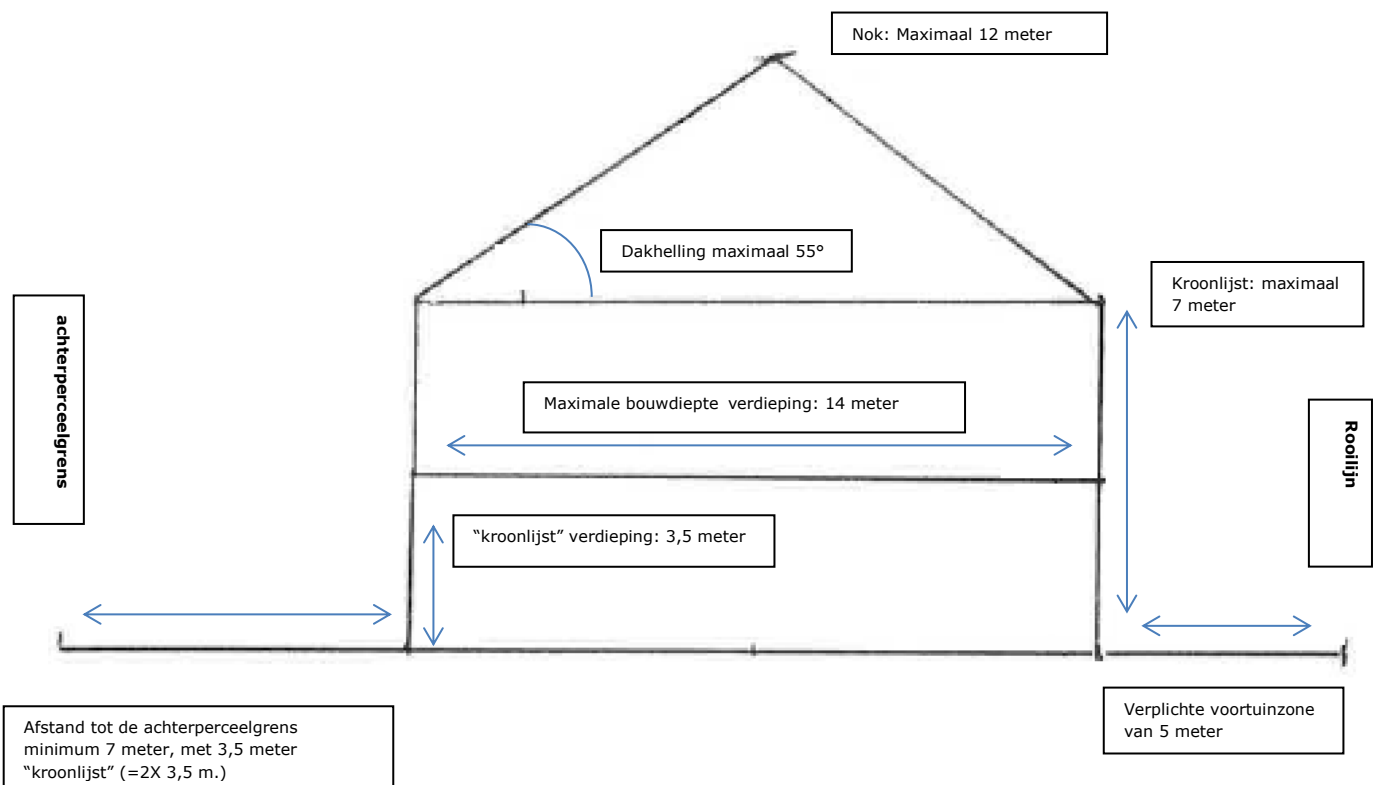 Nok: Maximaal 12 meter
Dakhelling maximaal 55°
Kroonlijst: maximaal
7 meter
achterperceelgrens
Maximale bouwdiepte verdieping: 14 meter
Rooilijn
“kroonlijst” verdieping: 3,5 meter
Verplichte voortuinzone
van 5 meter
Afstand tot de achterperceelgrens
minimum 7 meter, met 3,5 meter
“kroonlijst” (=2X 3,5 m.)